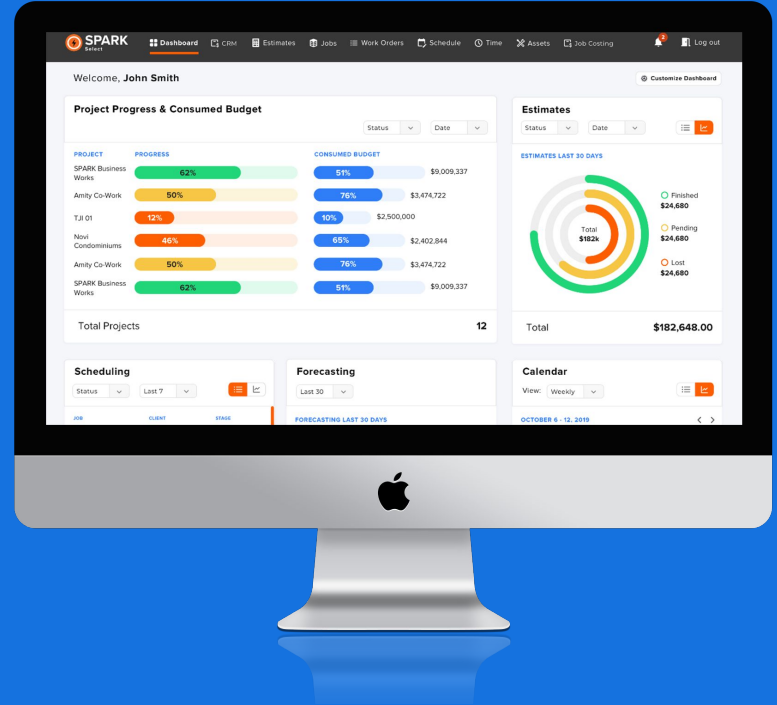 SPARK
Select
Dashboard
CRM
Estimates
Jobs
Work Orders
Schedule
Time
Assets
Job Costing
2
Log out
Welcome, John Smith
Customize Dashboard
Project Progress & Consumed Budget
Status
Date
PROJECT PROGRESS CONSUMED BUDGET
SPARK Business
Works
62% 51% $9,009,337
Amity Co-Work 50% 76% $3,474,722
TJI 01 12% 10% $2,500,000
Novi
Condominiums
46% 65% $2,402,844
Amity Co-Work 50% 76% $3,474,722
SPARK Business
Works
62% 51% $9,009,337
Total Projects 12
Estimates
Status
Date
ESTIMATES LAST 30 DAYS
Total
$182k
Finished
$24,680
Pending
$24,680
Lost
$24,680
Total $182,648.00
Scheduling
Status
Last 7
JOB CLIENT STAGE
Forecasting
Last 30
FORECASTING LAST 30 DAYS
Calendar
View: Weekly
OCTOBER 6 - 12, 2019